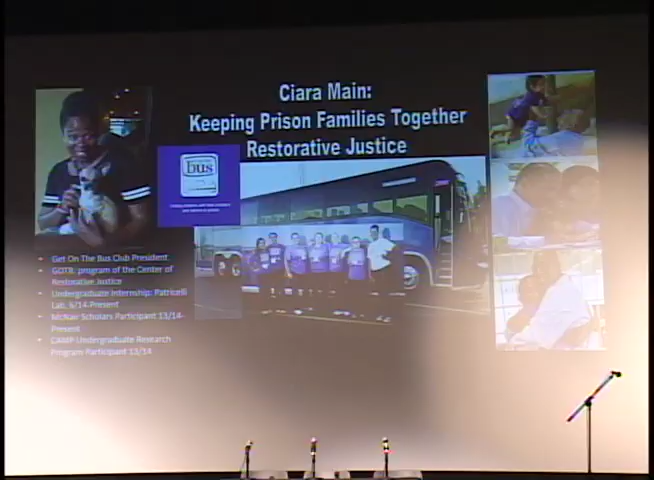 Ciara Main:
Keeping Prison Families Together
Restorative Justice
bus
• Get On The Bus Club President
• GOTB: program of the Center of
Restorative Justice
• Undergraduate Internship: Patricelli
Lab, 6/14-Present
• McNair Scholars Participant 13/14-
Present
• CAMP Undergraduate Research
Program Participant 13/14